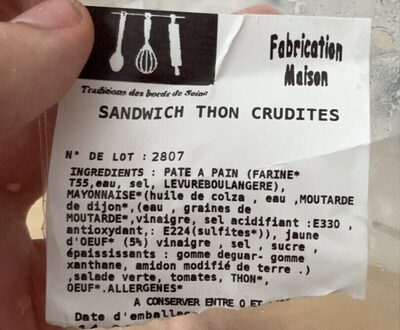 Traditions des bords de Seine
Fabrication
Maison
SANDWICH THON CRUDITES
N° DE LOT : 2807
INGREDIENTS : PATE A PAIN (FARINE*
T55,eau, sel, LEVUREBOULANGERE),
MAYONNAISE*(huile de colza , eau ,MOUTARDE
de dijon*,(eau , graines de
MOUTARDE*,vinaigre, sel acidifiant :E330 ,
antioxydant,: E224(sulfites*)), jaune
d'OEUF* (5%) vinaigre , sel , sucre ,
épaississants : gomme deguar- gomme
xanthane, amidon modifié de terre .)
,salade verte, tomates, THON*,
OEUF*.ALLERGENES*
A CONSERVER ENTRE 0 ET
Date d'emballa